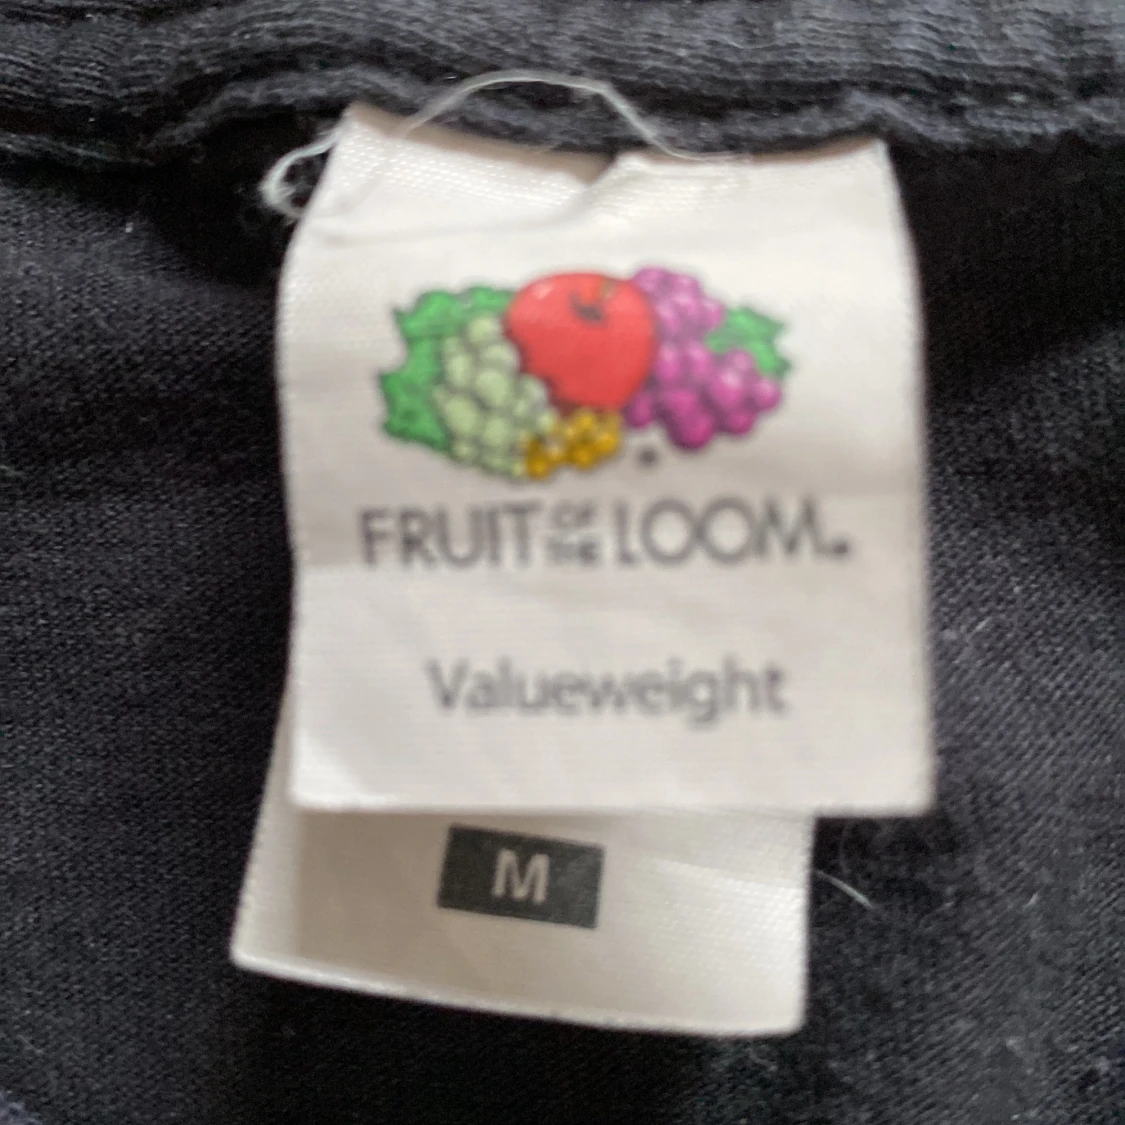 FRUIT OF THE LOOM.
Valueweight
M